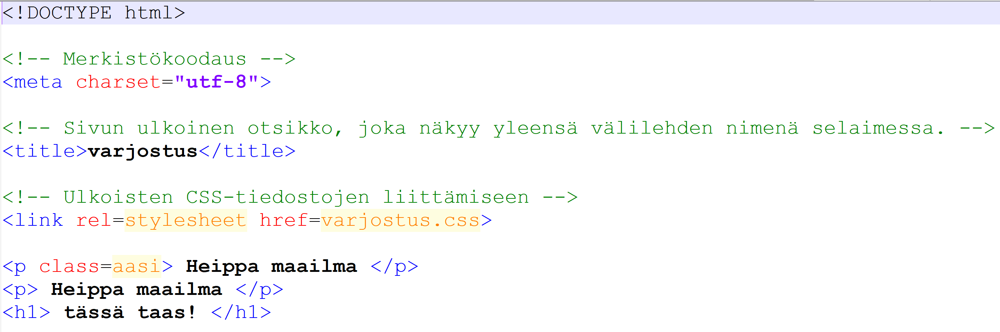 <!DOCTYPE html>
<!-- Merkistökoodaus -->
<meta charset="utf-8">
<!-- Sivun ulkoinen otsikko, joka näkyy yleensä välilehden nimenä selaimessa. -->
<title>varjostus</title>
<!-- Ulkoisten CSS-tiedostojen liittämiseen -->
<link rel=stylesheet href=varjostus.css>
<p class=aasi> Heippa maailma </p>
<p> Heippa maailma </p>
<h1> tässä taas! </h1>